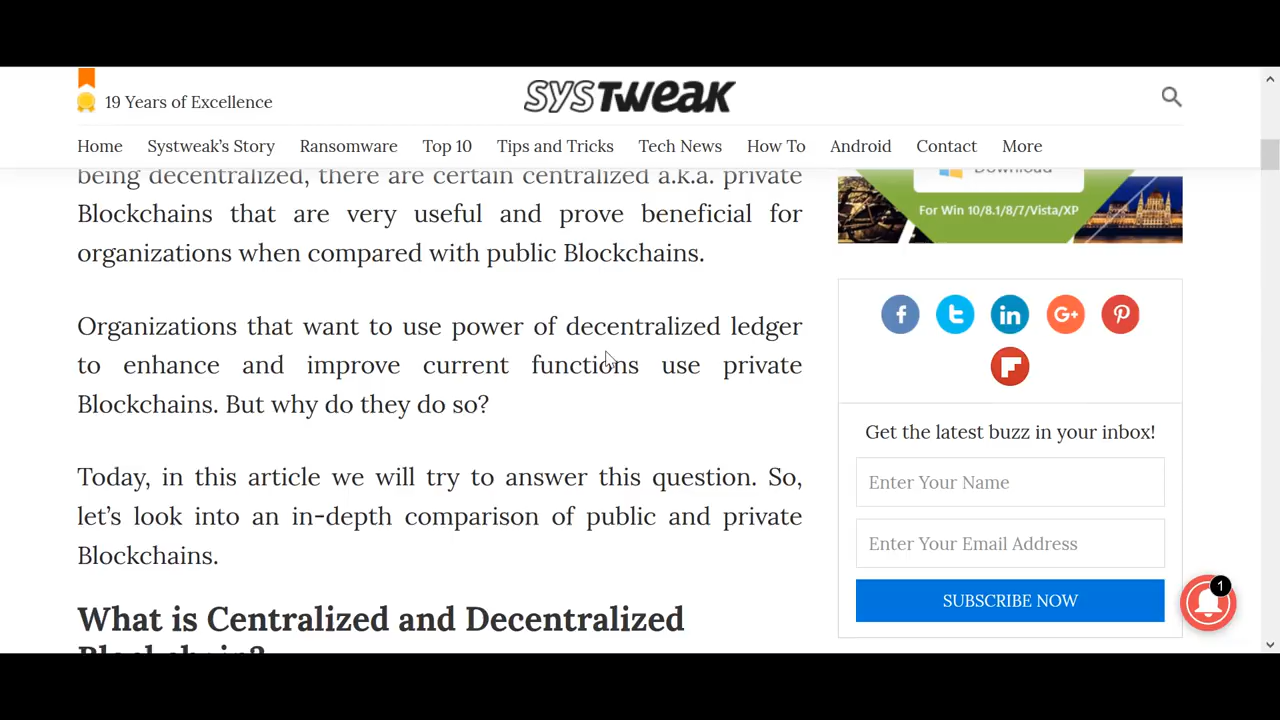 19 Years of Excellence
SYSTWEAK
Home Systweak's Story Ransomware Top 10 Tips and Tricks Tech News How To Android Contact More
being decentralized, there are certain centralized a.k.a. private
Blockchains that are very useful and prove beneficial for
organizations when compared with public Blockchains.
Organizations that want to use power of decentralized ledger
to enhance and improve current functions use private
Blockchains. But why do they do so?
Today, in this article we will try to answer this question. So,
let's look into an in-depth comparison of public and private
Blockchains.
What is Centralized and Decentralized
Blockchain?
Download
For Win 10/8.1/8/7/Vista/XP
f
t
in
G+
P
F
Get the latest buzz in your inbox!
Enter Your Name
Enter Your Email Address
SUBSCRIBE NOW
1